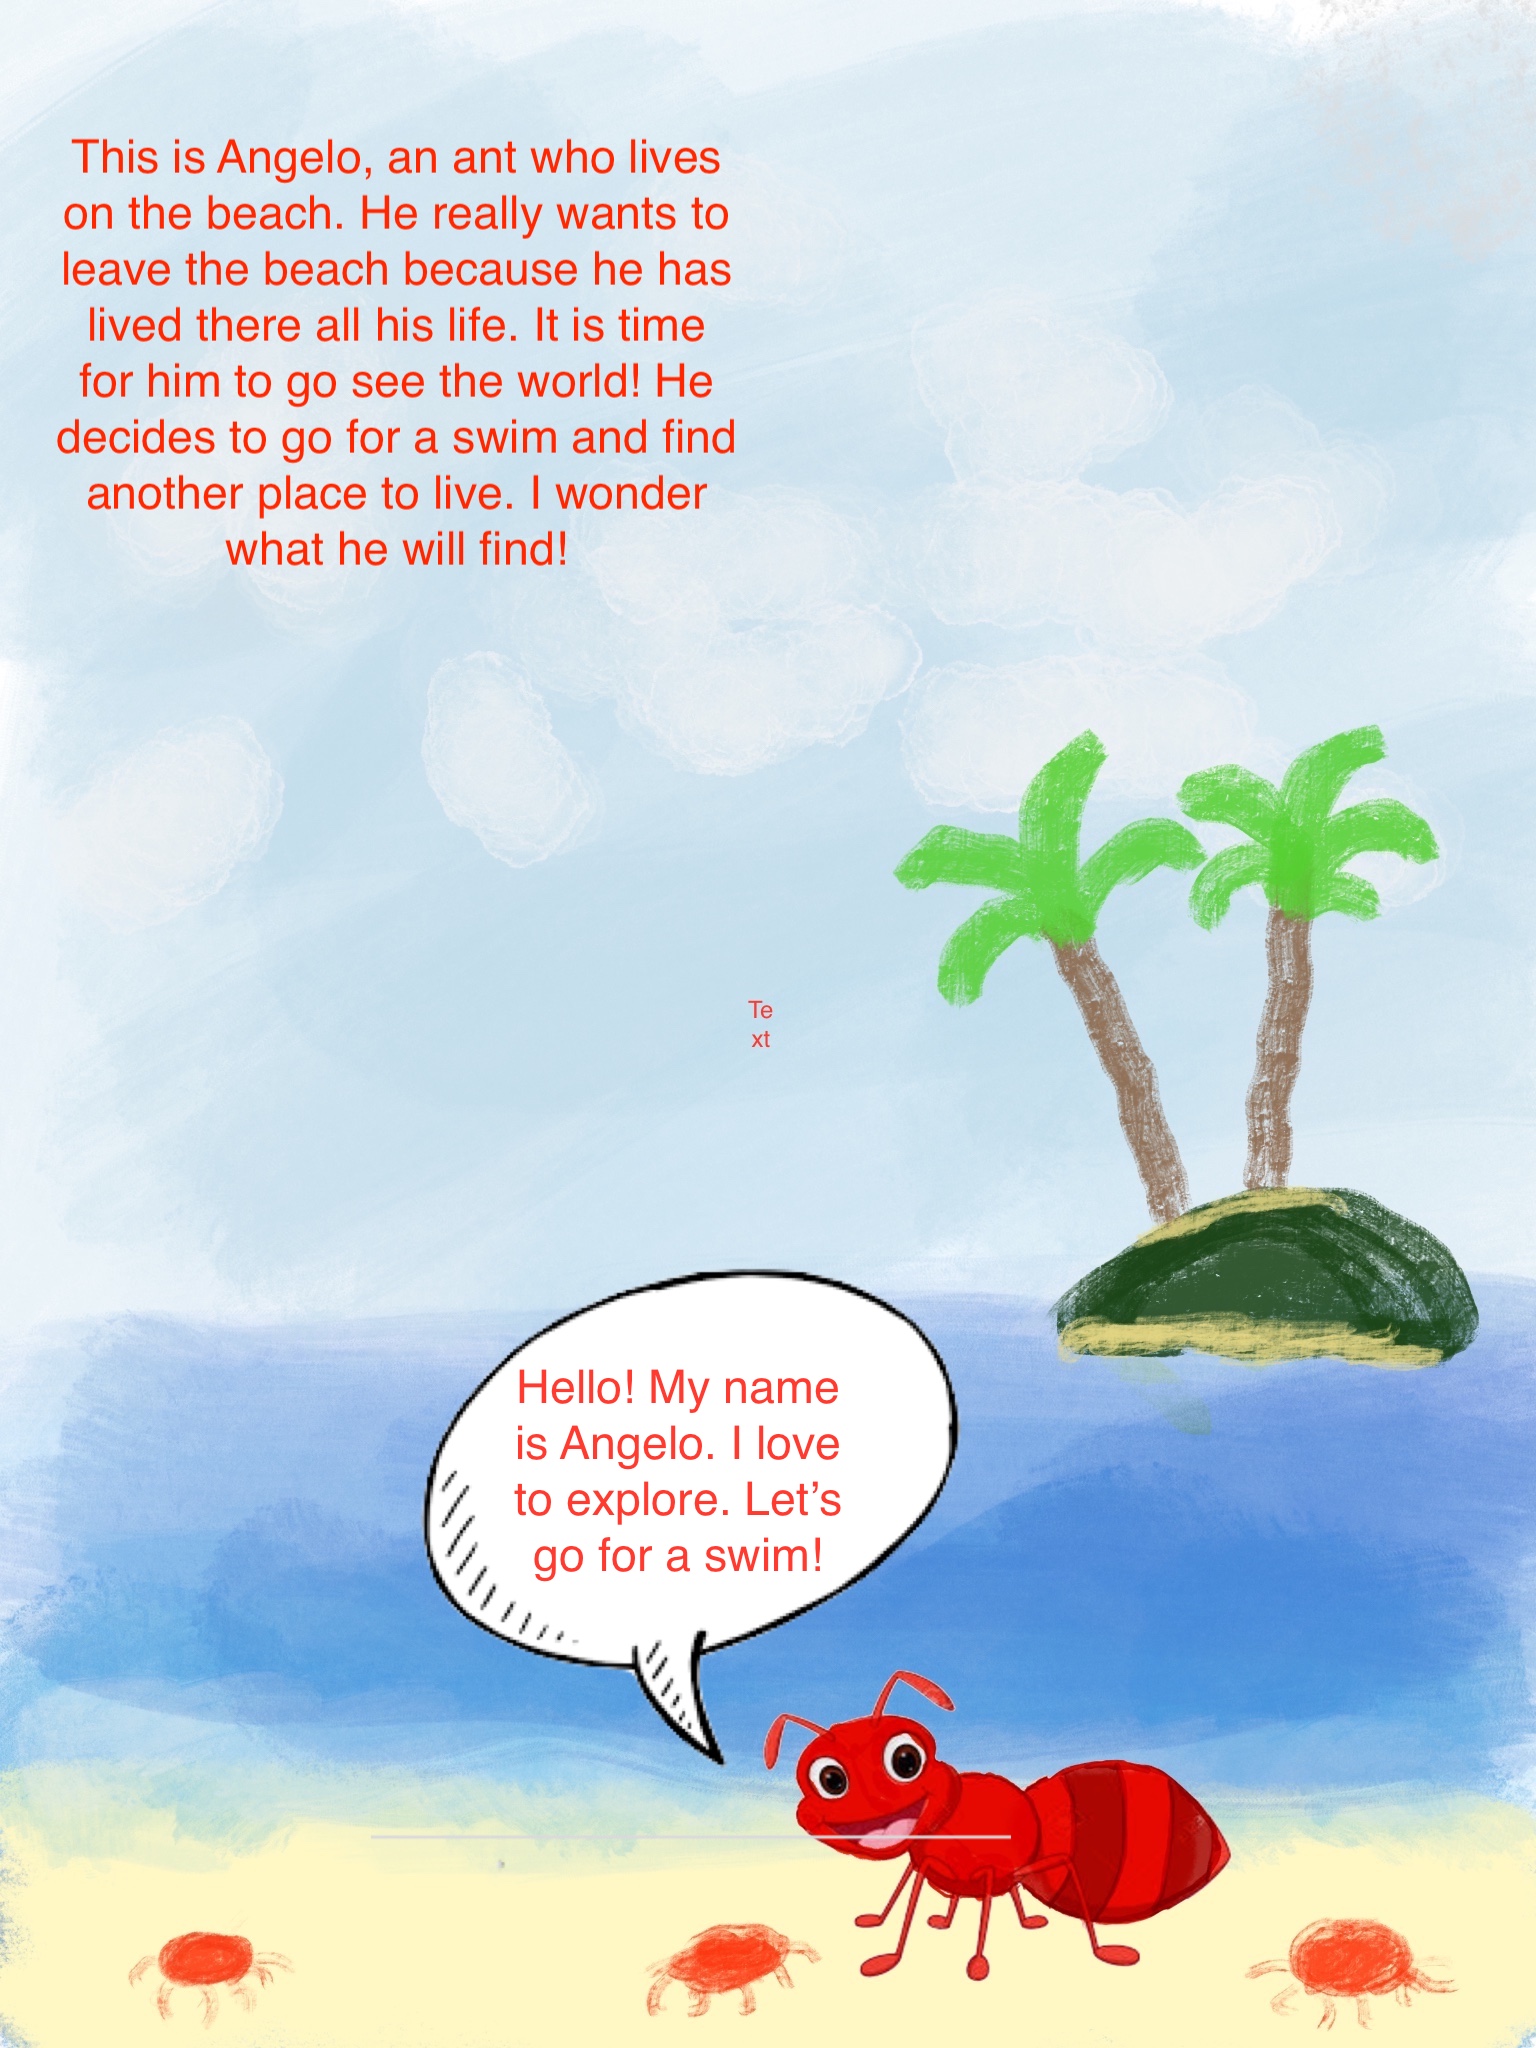 This is Angelo, an ant who lives
on the beach. He really wants to
leave the beach because he has
lived there all his life. It is time
for him to go see the world! He
decides to go for a swim and find
another place to live. I wonder
what he will find!
Te
xt
Hello! My name
is Angelo. I love
to explore. Let’s
go for a swim!